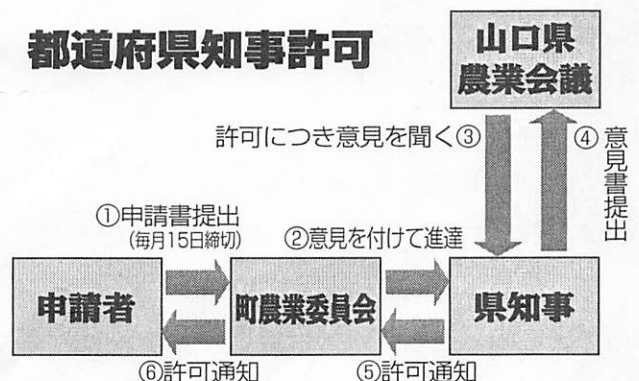 都道府県知事許可
山口県
農業会議
許可につき意見を聞く③
④意見書提出
①申請書提出
(毎月15日締切)
②意見を付けて進達
申請者
町農業委員会
県知事
⑥許可通知
⑤許可通知